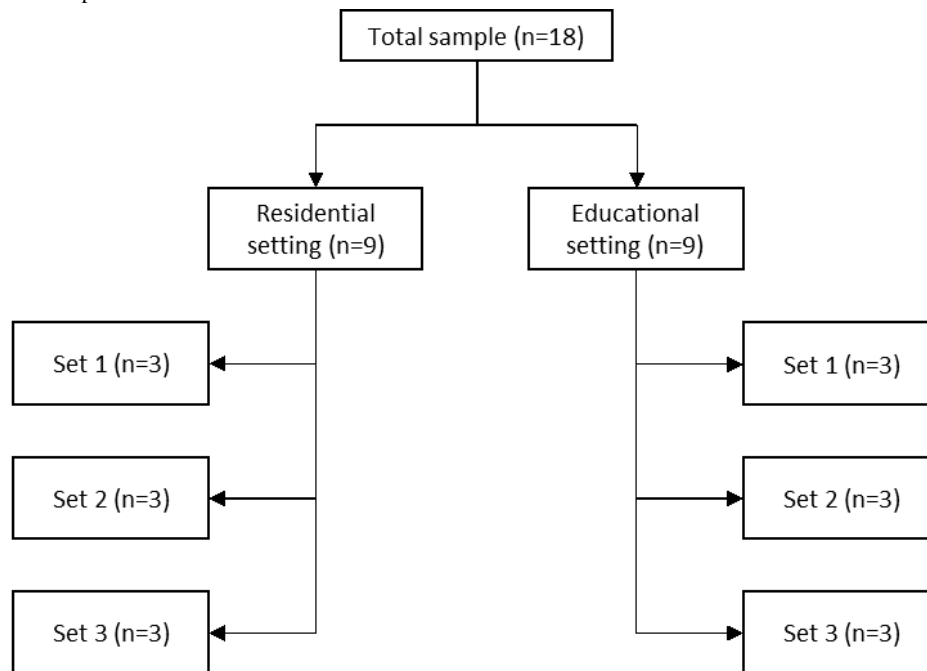 Total sample (n=18)
Residential
setting (n=9)
Educational
setting (n=9)
Set 1 (n=3)
Set 1 (n=3)
Set 2 (n=3)
Set 2 (n=3)
Set 3 (n=3)
Set 3 (n=3)